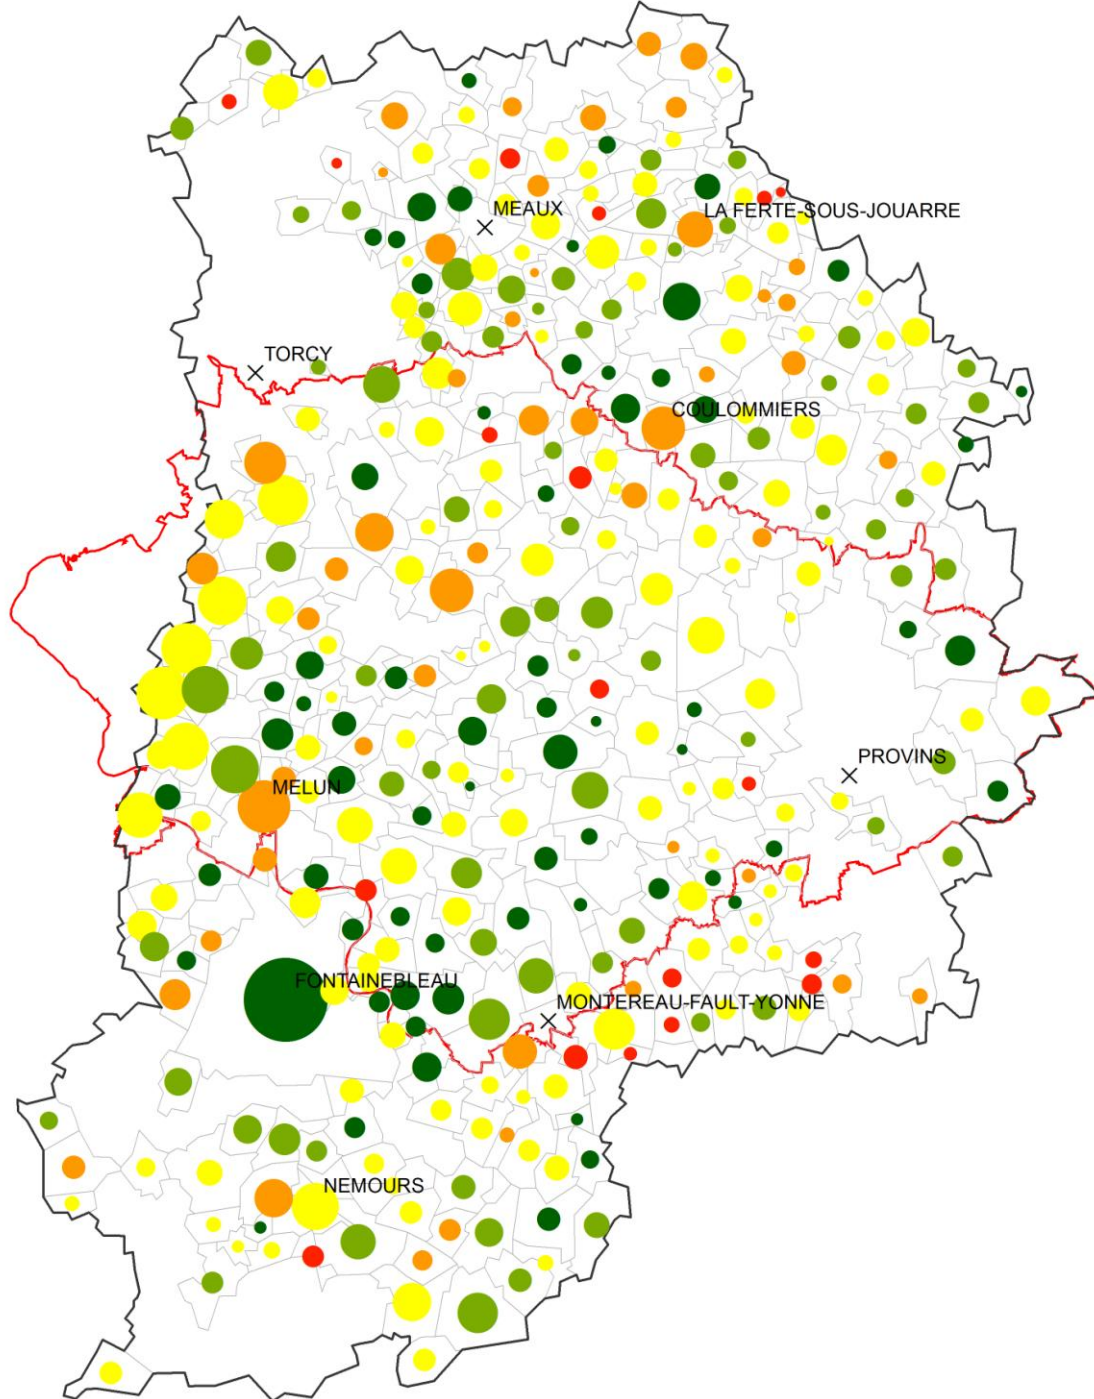 MEAUX
LA FERTE-SOUS-JOUARRE
TORCY
COULOMMIERS
PROVINS
MELUN
FONTAINEBLEAU
MONTEREAU-FAULT-YONNE
NEMOURS